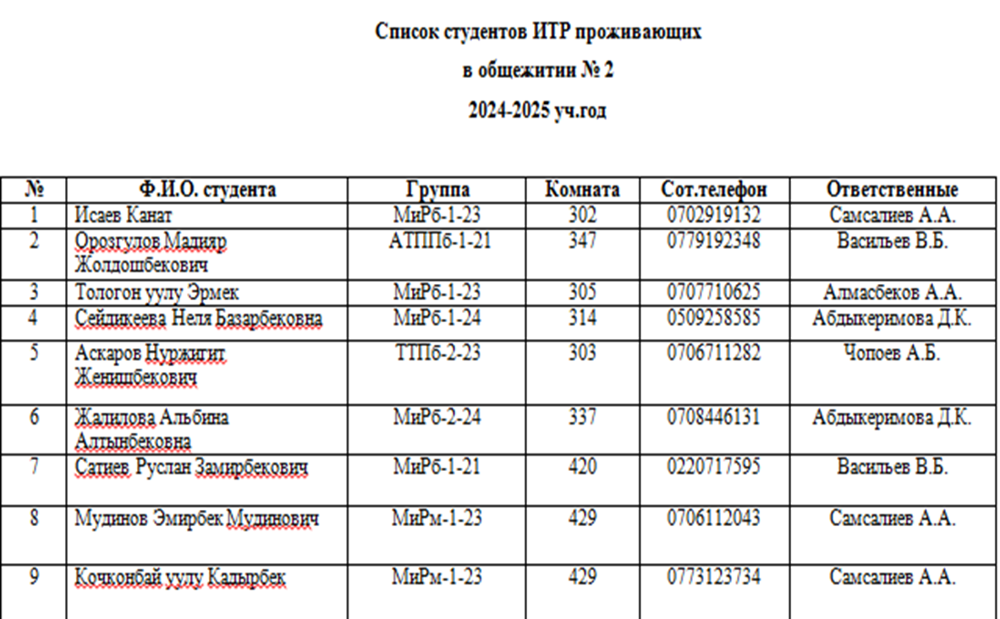 Список студентов ИТР проживающих
в общежитии № 2
2024-2025 уч.год
№ Ф.И.О. студента Группа Комната Сот.телефон Ответственные
1 Исаев Канат МиРб-1-23 302 0702919132 Самсалиев А.А.
2 Орозгулов Мадияр АТППб-1-21 347 0779192348 Васильев В.Б.
Жолдошбекович
3 Тологон уулу Эрмек МиРб-1-23 305 0707710625 Алмасбеков А.А.
4 Сейдикеева Неля Базарбековна МиРб-1-24 314 0509258585 Абдыкеримова Д.К.
5 Аскаров Нуржигит ТТПб-2-23 303 0706711282 Чопоев А.Б.
Женишбекович
6 Жалилова Альбина МиРб-2-24 337 0708446131 Абдыкеримова Д.К.
Алтынбековна
7 Сатиев Руслан Замирбекович МиРб-1-21 420 0220717595 Васильев В.Б.
8 Мудинов Эмирбек Мудинович МиРм-1-23 429 0706112043 Самсалиев А.А.
9 Кочконбай уулу Кадырбек МиРм-1-23 429 0773123734 Самсалиев А.А.